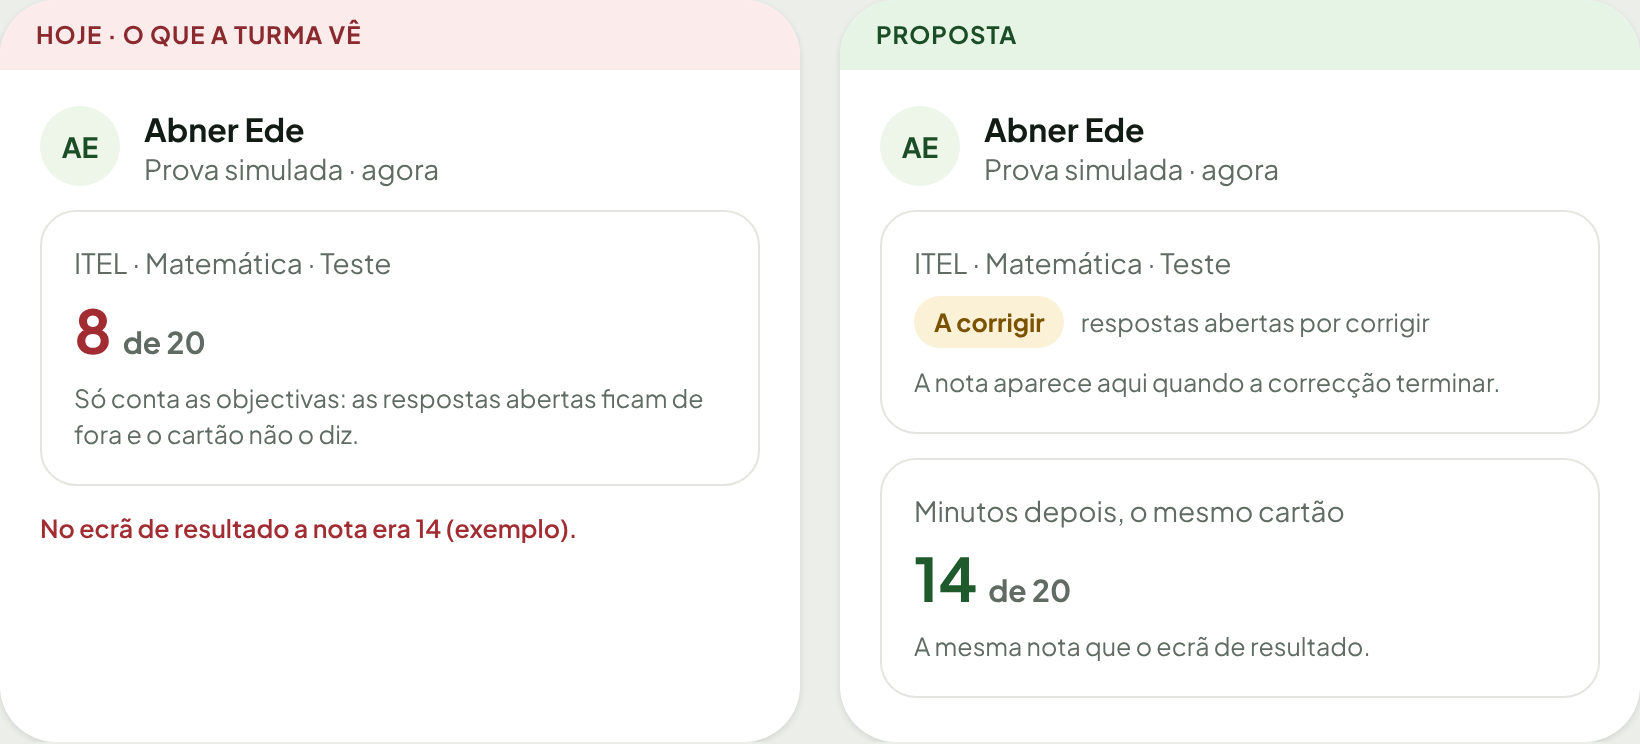 HOJE · O QUE A TURMA VÊ
AE
Abner Ede
Prova simulada · agora
ITEL · Matemática · Teste
8 de 20
Só conta as objectivas: as respostas abertas ficam de
fora e o cartão não o diz.
No ecrã de resultado a nota era 14 (exemplo).
PROPOSTA
AE
Abner Ede
Prova simulada · agora
ITEL · Matemática · Teste
A corrigir respostas abertas por corrigir
A nota aparece aqui quando a correcção terminar.
Minutos depois, o mesmo cartão
14 de 20
A mesma nota que o ecrã de resultado.